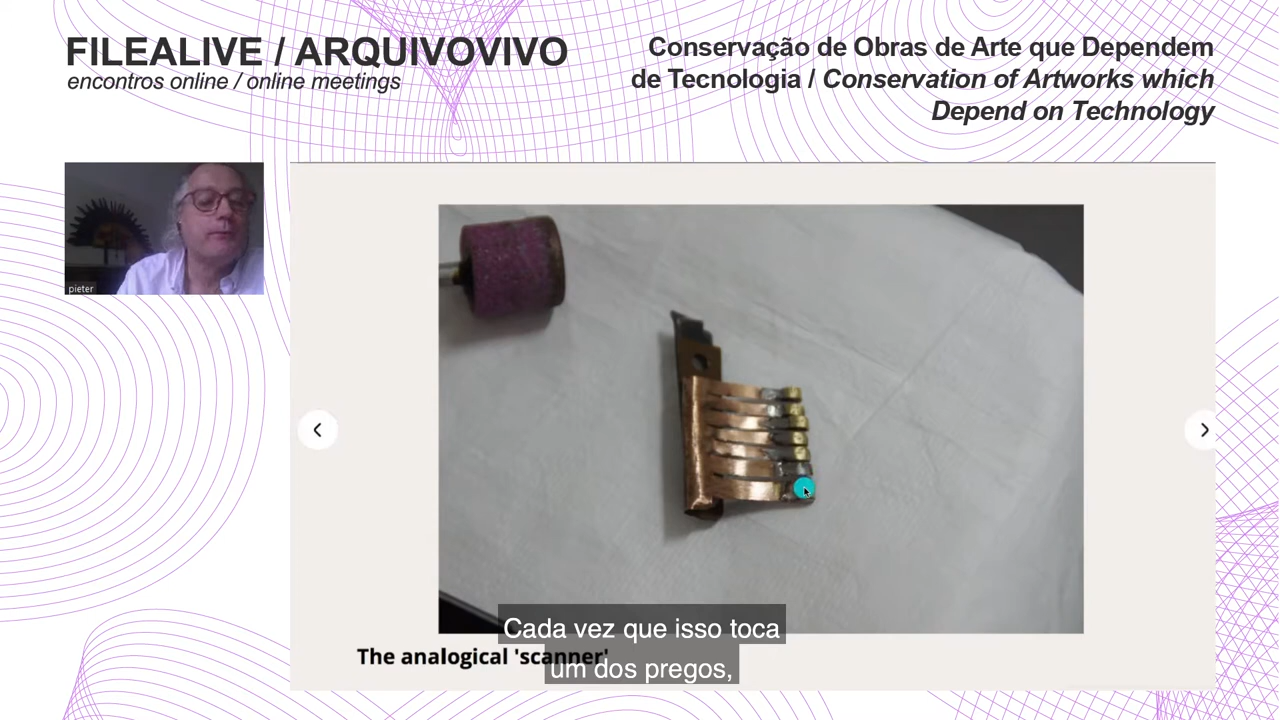 FILEALIVE / ARQUIVOVIVO
encontros online / online meetings
Conservação de Obras de Arte que Dependem
de Tecnologia / Conservation of Artworks which
Depend on Technology
pieter
Cada vez que isso toca
um dos pregos,
The analogical 'scanner'